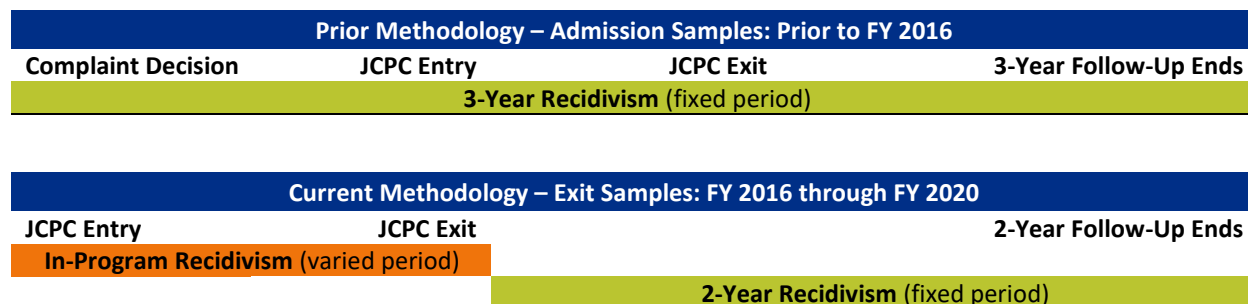 Prior Methodology – Admission Samples: Prior to FY 2016
Complaint Decision JCPC Entry JCPC Exit 3-Year Follow-Up Ends
3-Year Recidivism (fixed period)
Current Methodology – Exit Samples: FY 2016 through FY 2020
JCPC Entry JCPC Exit 2-Year Follow-Up Ends
In-Program Recidivism (varied period)
2-Year Recidivism (fixed period)